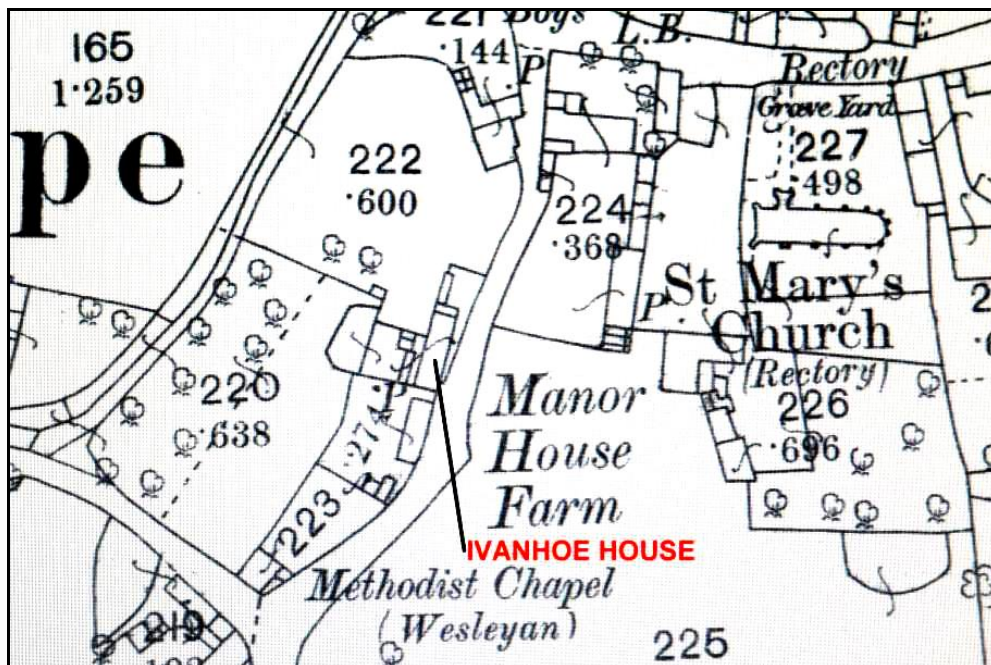 221 Boys
165
·144
L.B.
P.
Rectory
1·259
Grave Yard
pe
222
227
·600
·498
224
·368
P.
St Mary's
Church
(Rectory)
220
226
·638
·696
·274
Manor
House
Farm
223
IVANHOE HOUSE
Methodist Chapel
(Wesleyan)
219
225